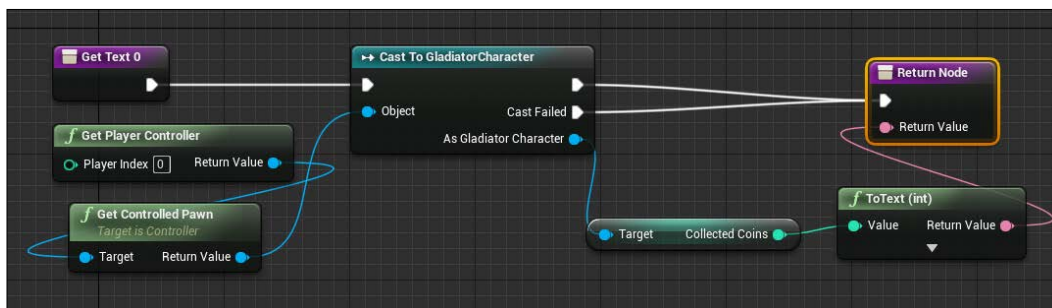 Get Text 0
Cast To GladiatorCharacter
Object
Cast Failed
As Gladiator Character
Get Player Controller
Player Index 0 Return Value
Get Controlled Pawn
Target is Controller
Target Return Value
Target Collected Coins
Return Node
Return Value
ToText (int)
Value Return Value